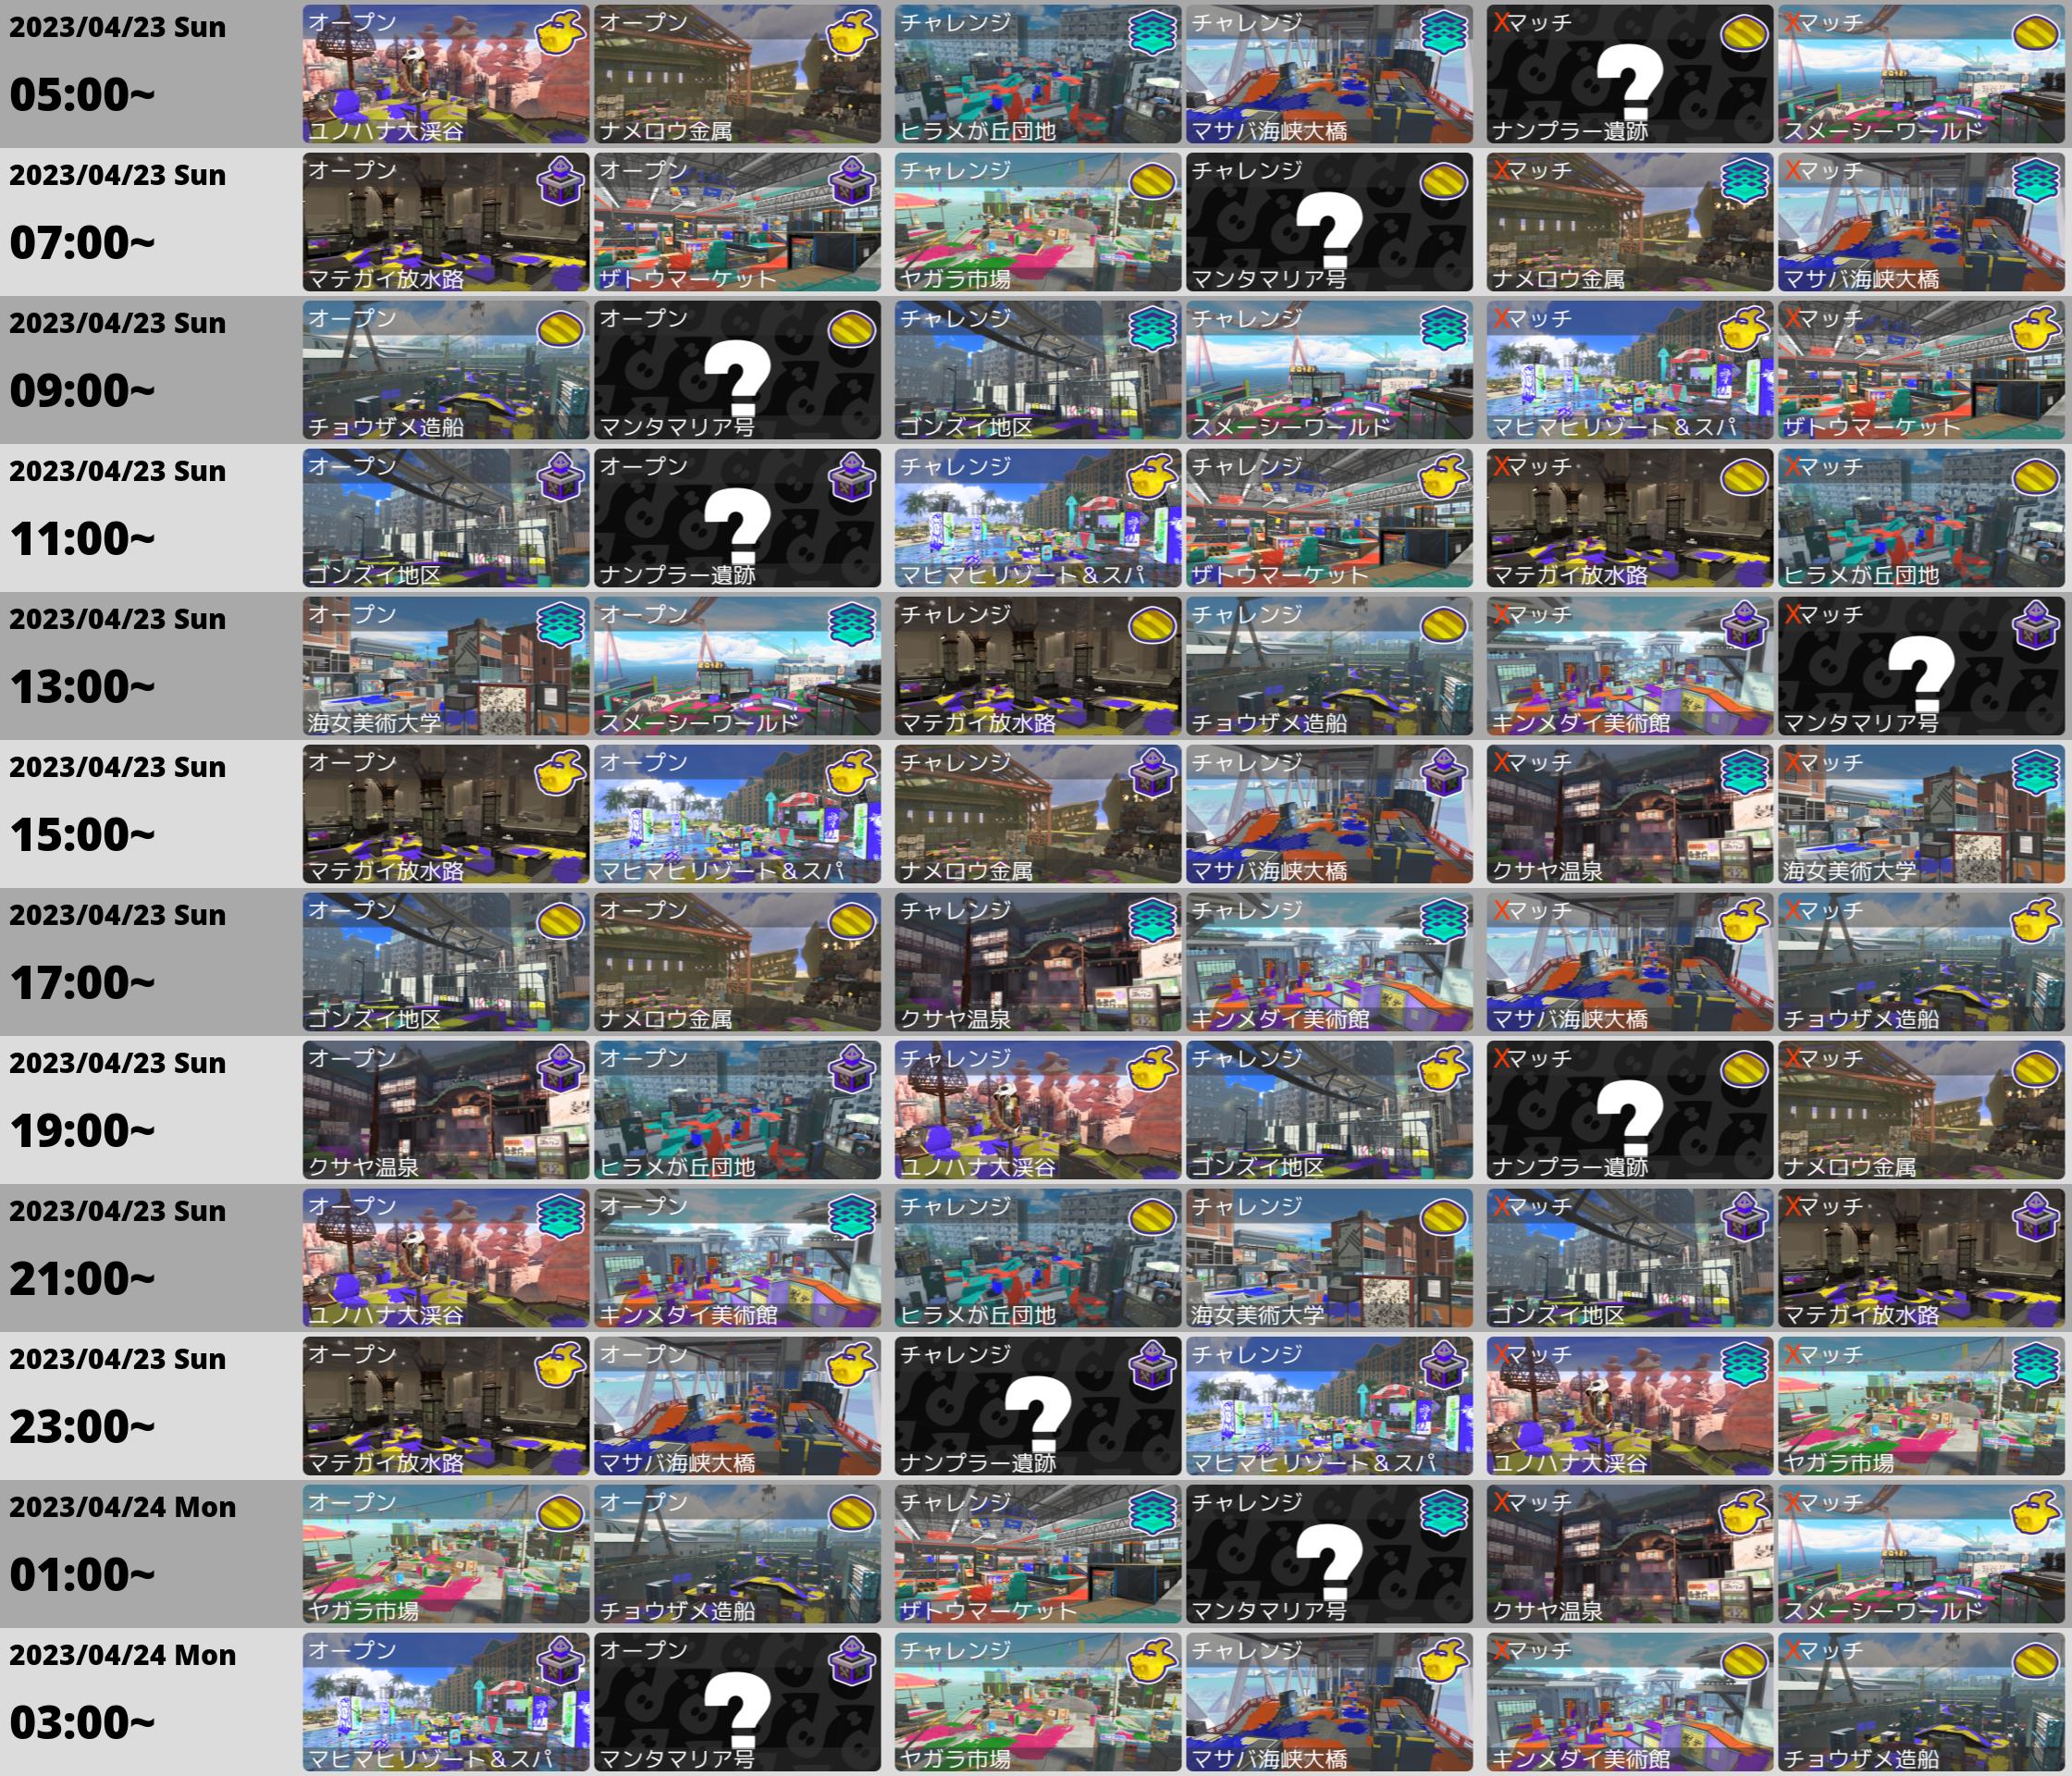 2023/04/23 Sun
05:00~
オープン オープン チャレンジ チャレンジ Xマッチ Xマッチ
ユノハナ大渓谷 ナメロウ金属 ヒラメが丘団地 マサバ海峡大橋 ナンプラー遺跡 スメーシーワールド
2023/04/23 Sun
07:00~
オープン オープン チャレンジ チャレンジ Xマッチ Xマッチ
マテガイ放水路 ザトウマーケット ヤガラ市場 マンタマリア号 ナメロウ金属 マサバ海峡大橋
2023/04/23 Sun
09:00~
オープン オープン チャレンジ チャレンジ Xマッチ Xマッチ
チョウザメ造船 マンタマリア号 ゴンズイ地区 スメーシーワールド マヒマヒリゾート&スパ ザトウマーケット
2023/04/23 Sun
11:00~
オープン オープン チャレンジ チャレンジ Xマッチ Xマッチ
ゴンズイ地区 ナンプラー遺跡 マヒマヒリゾート&スパ ザトウマーケット マテガイ放水路 ヒラメが丘団地
2023/04/23 Sun
13:00~
オープン オープン チャレンジ チャレンジ Xマッチ Xマッチ
海女美術大学 スメーシーワールド マテガイ放水路 チョウザメ造船 キンメダイ美術館 マンタマリア号
2023/04/23 Sun
15:00~
オープン オープン チャレンジ チャレンジ Xマッチ Xマッチ
マテガイ放水路 マヒマヒリゾート&スパ ナメロウ金属 マサバ海峡大橋 クサヤ温泉 海女美術大学
2023/04/23 Sun
17:00~
オープン オープン チャレンジ チャレンジ Xマッチ Xマッチ
ゴンズイ地区 ナメロウ金属 クサヤ温泉 キンメダイ美術館 マサバ海峡大橋 チョウザメ造船
2023/04/23 Sun
19:00~
オープン オープン チャレンジ チャレンジ Xマッチ Xマッチ
クサヤ温泉 ヒラメが丘団地 ユノハナ大渓谷 ゴンズイ地区 ナンプラー遺跡 ナメロウ金属
2023/04/23 Sun
21:00~
オープン オープン チャレンジ チャレンジ Xマッチ Xマッチ
ユノハナ大渓谷 キンメダイ美術館 ヒラメが丘団地 海女美術大学 ゴンズイ地区 マテガイ放水路
2023/04/23 Sun
23:00~
オープン オープン チャレンジ チャレンジ Xマッチ Xマッチ
マテガイ放水路 マサバ海峡大橋 ナンプラー遺跡 マヒマヒリゾート&スパ ユノハナ大渓谷 ヤガラ市場
2023/04/24 Mon
01:00~
オープン オープン チャレンジ チャレンジ Xマッチ Xマッチ
ヤガラ市場 チョウザメ造船 ザトウマーケット マンタマリア号 クサヤ温泉 スメーシーワールド
2023/04/24 Mon
03:00~
オープン オープン チャレンジ チャレンジ Xマッチ Xマッチ
マヒマヒリゾート&スパ マンタマリア号 ヤガラ市場 マサバ海峡大橋 キンメダイ美術館 チョウザメ造船